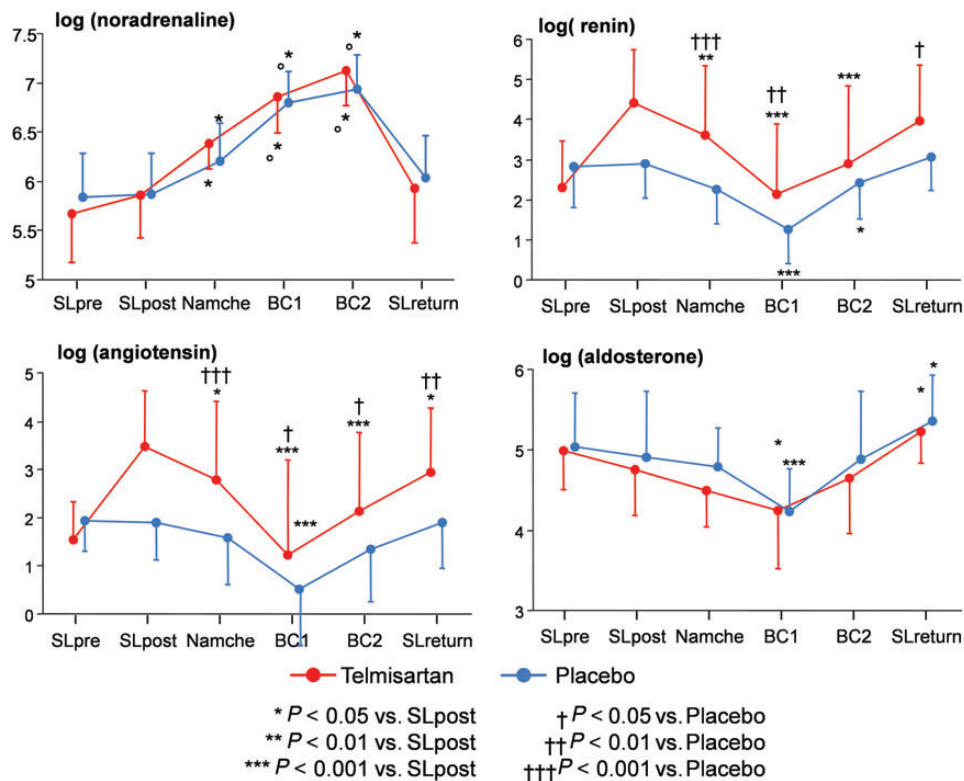 log (noradrenaline)
7.5
7
6.5
6
5.5
5
° * * ° * ° * ° * ° * *
SLpre SLpost Namche BC1 BC2 SLreturn
log( renin)
6
5
4
3
2
1
0
††† †
** †† ***
***
*
***
SLpre SLpost Namche BC1 BC2 SLreturn
log (angiotensin)
5
4
3
2
1
0
††† ††
* † † *
*** ***
***
SLpre SLpost Namche BC1 BC2 SLreturn
log (aldosterone)
6
5
4
3
* *
* ***
SLpre SLpost Namche BC1 BC2 SLreturn
Telmisartan Placebo
* P < 0.05 vs. SLpost † P < 0.05 vs. Placebo
** P < 0.01 vs. SLpost †† P < 0.01 vs. Placebo
*** P < 0.001 vs. SLpost ††† P < 0.001 vs. Placebo